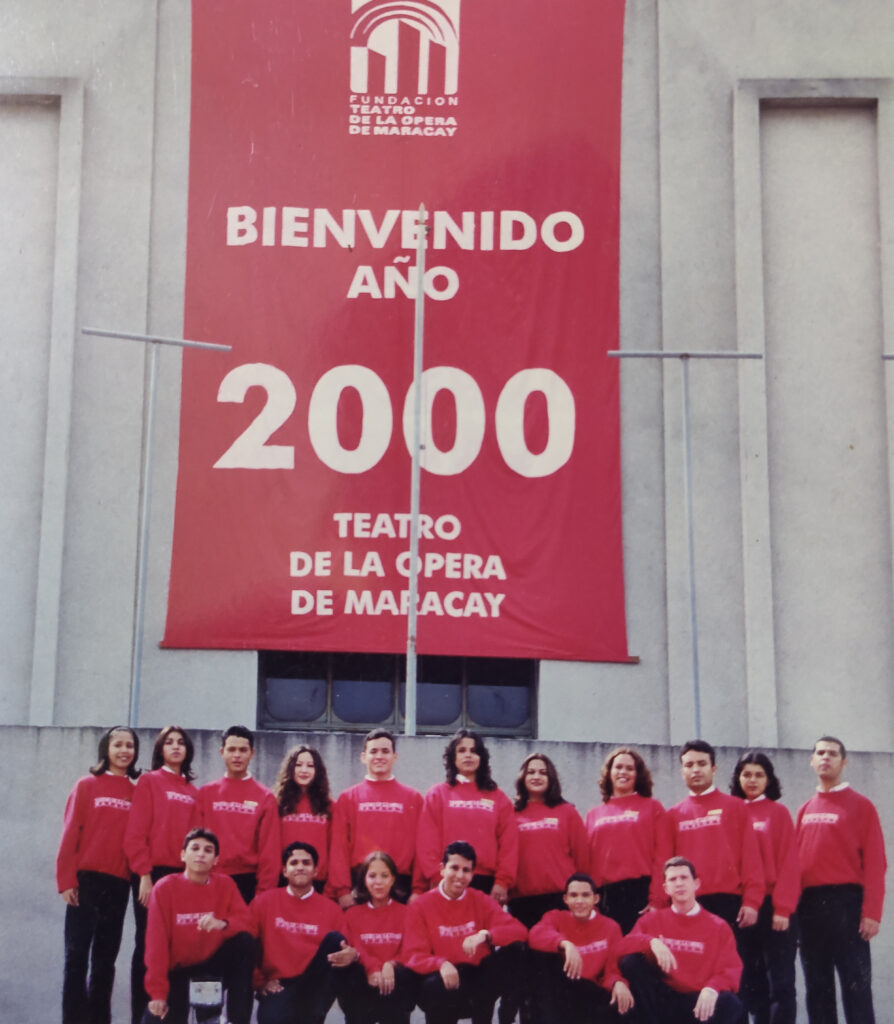 FUNDACION
TEATRO
DE LA OPERA
DE MARACAY
BIENVENIDO
AÑO
2000
TEATRO
DE LA OPERA
DE MARACAY